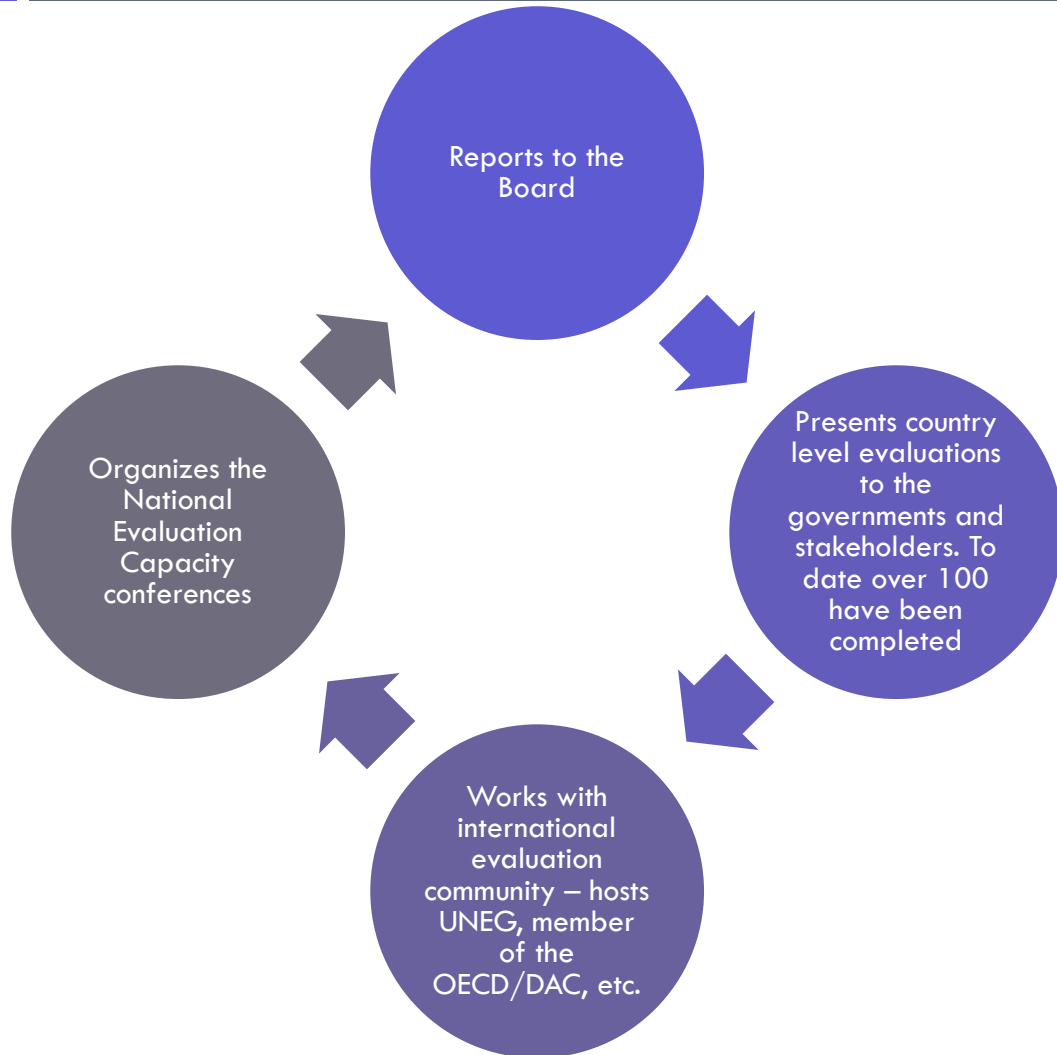 Reports to the
Board
Presents country
level evaluations
to the
governments and
stakeholders. To
date over 100
have been
completed
Works with
international
evaluation
community – hosts
UNEG, member
of the
OECD/DAC, etc.
Organizes the
National
Evaluation
Capacity
conferences